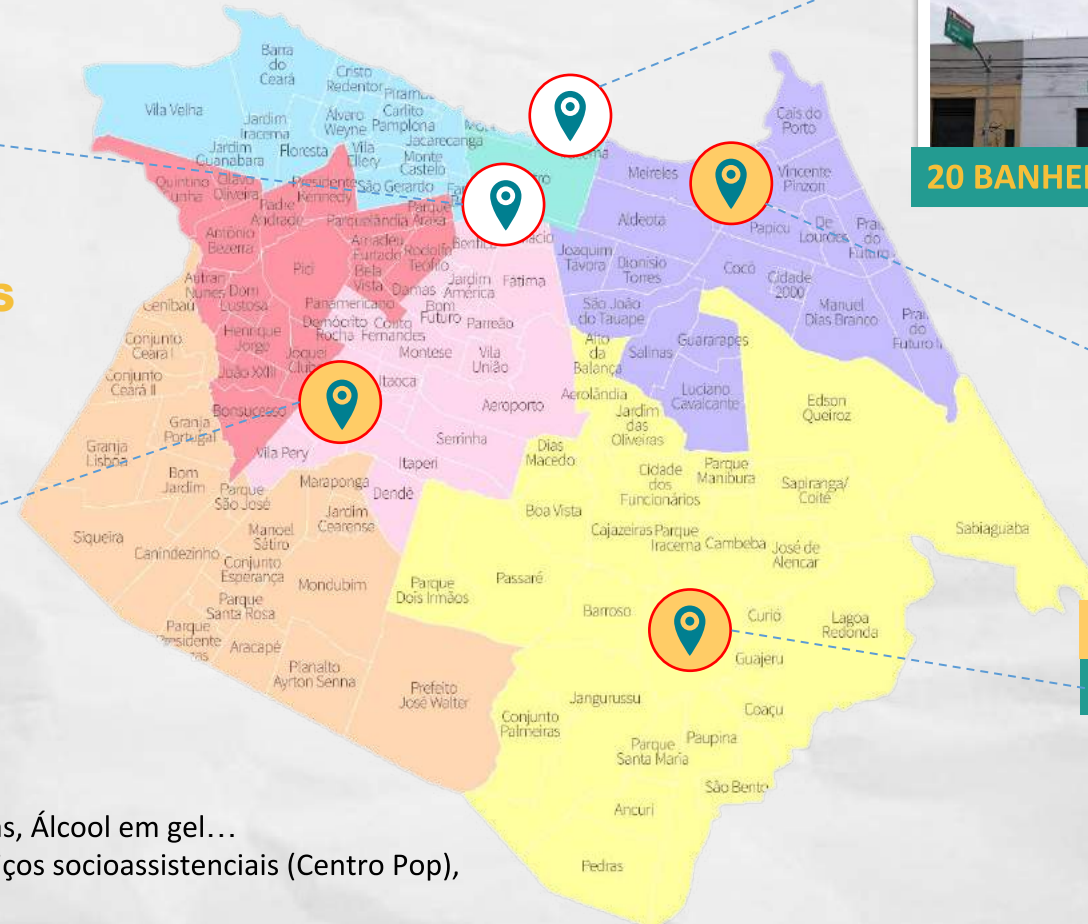 Barra
do
Ceará
Cristo
Redentor
Vila Velha
Jardim
Iracema
Álvaro
Weyne
Carlito
Pamplona
Jacarecanga
Jardim
Guanabara
Floresta
Vila
Ellery
Monte
Castelo
São Gerardo
Cais do
Porto
20
Meireles
Vincente
Pinzon
Aldeota
Papicu
De
Lourdes
Quintino
Cunha
Olavo
Oliveira
Presidente
Kennedy
Padre
Andrade
Parquelândia
Parque
Araxá
Antônio
Bezerra
Amadeu
Furtado
Rodolfo
Teófilo
Benfica
Pici
Bela
Vista
Damas
Jardim
América
Fátima
Joaquim
Távora
Dionísio
Torres
Cocó
Cidade
2000
Manuel
Dias Branco
Autran
Nunes
Dom
Lustosa
Genibaú
Panamericano
Bom
Futuro
Parreão
São João
do Tauape
Demócrito
Rocha
Couto
Fernandes
Henrique
Jorge
Montese
Vila
União
Alto
da
Balança
Salinas
Guararapes
Conjunto
Ceará I
João XXIII
Conjunto
Ceará II
Itaoca
Aeroporto
Aerolândia
Luciano
Cavalcante
Edson
Queiroz
Bonsucesso
Jardim
das
Oliveiras
Granja
Portugal
Granja
Lisboa
Vila Pery
Serrinha
Itaperi
Dias
Macedo
Cidade
dos
Funcionários
Parque
Manibura
Sapiranga/
Coité
Bom
Jardim
Parque
São José
Maraponga
Dendê
Jardim
Cearense
Boa Vista
Cajazeiras
Parque
Iracema
Cambeba
José de
Alencar
Sabiaguaba
Siqueira
Manoel
Sátiro
Canindezinho
Conjunto
Esperança
Mondubim
Parque
Dois Irmãos
Passaré
Barroso
Curió
Lagoa
Redonda
Parque
Santa Rosa
Parque
Presidente
Aracapé
Planalto
Ayrton Senna
Prefeito
José Walter
Guajeru
Jangurussu
Conjunto
Palmeiras
Coaçu
Parque
Santa Maria
Paupina
São Bento
Ancuri
Pedras
Álcool em gel…
socioassistenciais (Centro Pop),